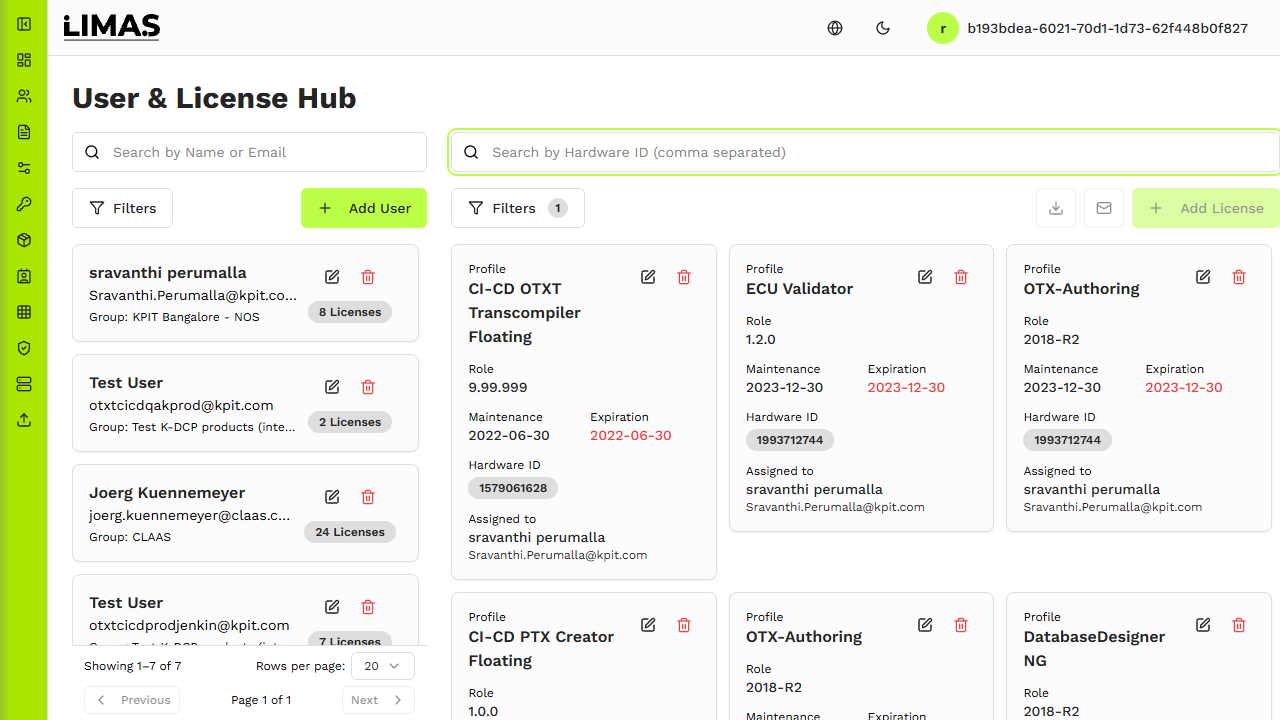 LIMAS
r
b193bdea-6021-70d1-1d73-62f448b0f827
User & License Hub
Search by Name or Email
Search by Hardware ID (comma separated)
Filters
Add User
Filters 1
Add License
sravanthi perumalla
Sravanthi.Perumalla@kpit.co...
Group: KPIT Bangalore - NOS
8 Licenses
Test User
otxtcicdqakprod@kpit.com
Group: Test K-DCP products (inte...
2 Licenses
Joerg Kuennemeyer
joerg.kuennemeyer@claas.c...
Group: CLAAS
24 Licenses
Test User
otxtcicdprodjenkin@kpit.com
7 Licenses
Showing 1–7 of 7
Rows per page: 20
Previous
Page 1 of 1
Next
Profile
CI-CD OTXT
Transcompiler
Floating
Role
9.99.999
Maintenance
2022-06-30
Expiration
2022-06-30
Hardware ID
1579061628
Assigned to
sravanthi perumalla
Sravanthi.Perumalla@kpit.com
Profile
ECU Validator
Role
1.2.0
Maintenance
2023-12-30
Expiration
2023-12-30
Hardware ID
1993712744
Assigned to
sravanthi perumalla
Sravanthi.Perumalla@kpit.com
Profile
OTX-Authoring
Role
2018-R2
Maintenance
2023-12-30
Expiration
2023-12-30
Hardware ID
1993712744
Assigned to
sravanthi perumalla
Sravanthi.Perumalla@kpit.com
Profile
CI-CD PTX Creator
Floating
Role
1.0.0
Profile
OTX-Authoring
Role
2018-R2
Maintenance
Expiration
Profile
DatabaseDesigner
NG
Role
2018-R2